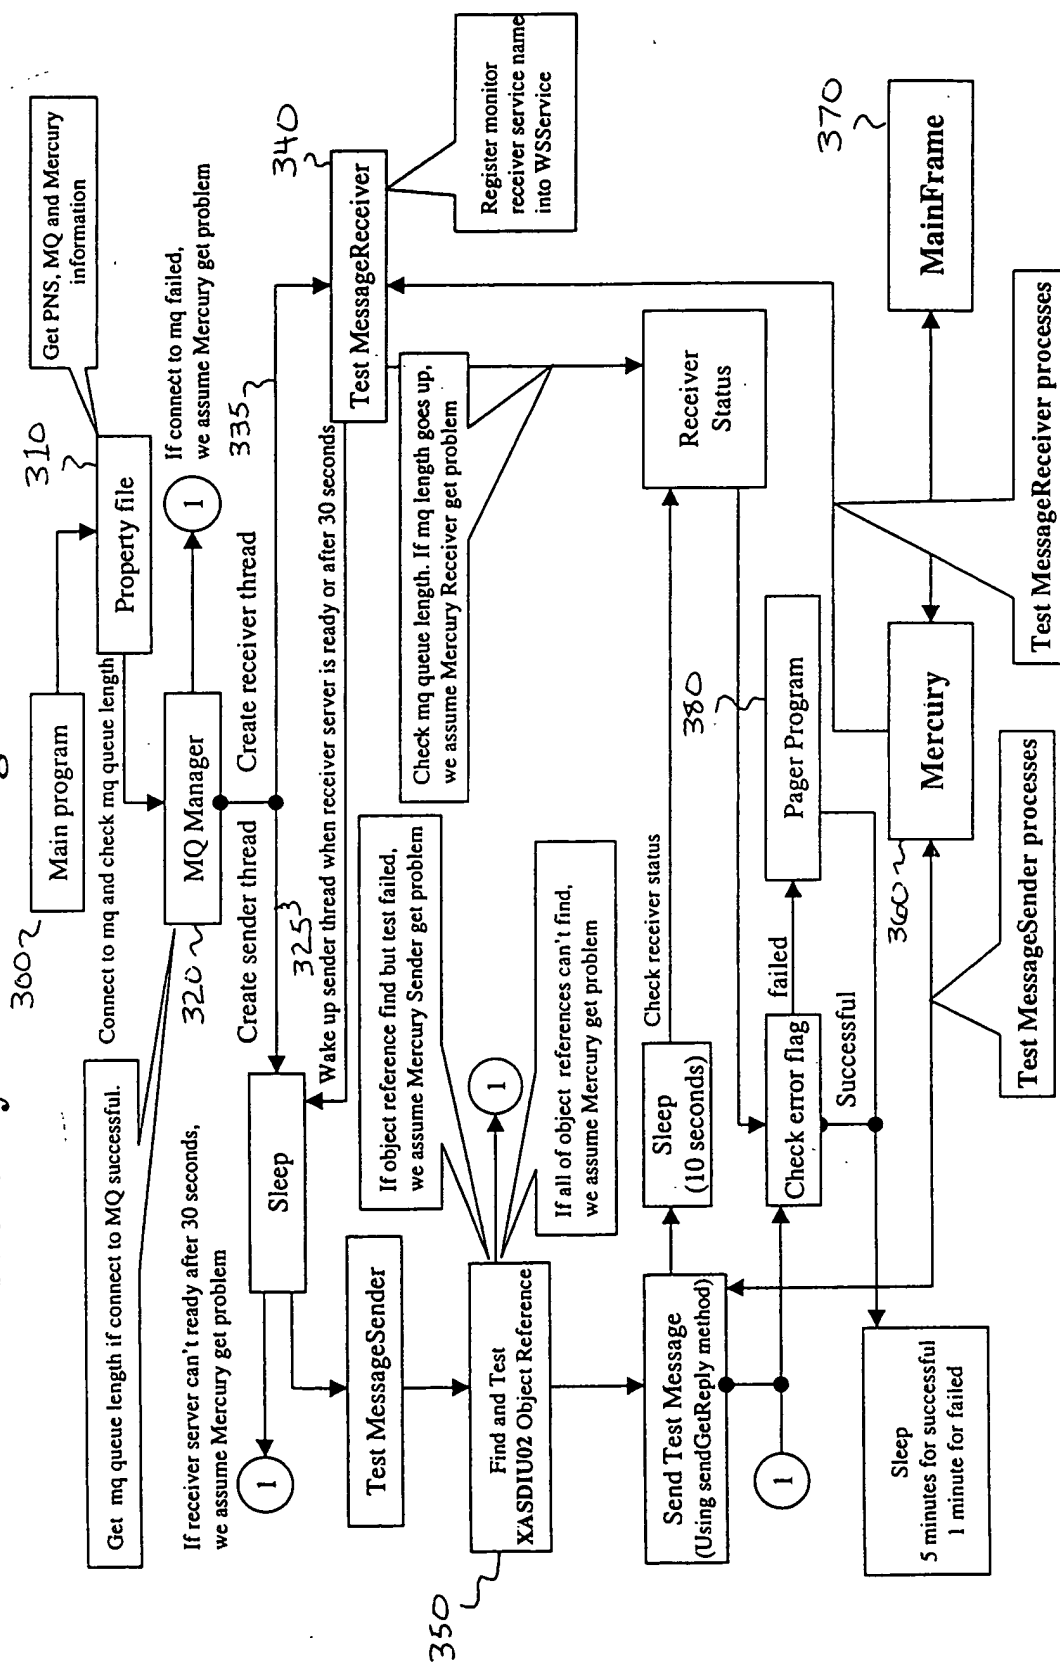 300
Main program
310
Property file
Get PNS, MQ and Mercury
information
Connect to mq and check mq queue length
Get mq queue length if connect to MQ successful.
320
MQ Manager
1
If connect to mq failed,
we assume Mercury get problem
Create sender thread
Create receiver thread
325
335
If receiver server can't ready after 30 seconds,
we assume Mercury get problem
Sleep
Wake up sender thread when receiver server is ready or after 30 seconds
340
Test MessageReceiver
Register monitor
receiver service name
into WSService
1
Test MessageSender
If object reference find but test failed,
we assume Mercury Sender get problem
Check mq queue length. If mq length goes up,
we assume Mercury Receiver get problem
350
Find and Test
XASDIU02 Object Reference
1
If all of object references can't find,
we assume Mercury get problem
Send Test Message
(Using sendGetReply method)
Sleep
(10 seconds)
Check receiver status
Receiver
Status
1
Check error flag
failed
Successful
380
Pager Program
Sleep
5 minutes for successful
1 minute for failed
360
Mercury
370
MainFrame
Test MessageSender processes
Test MessageReceiver processes